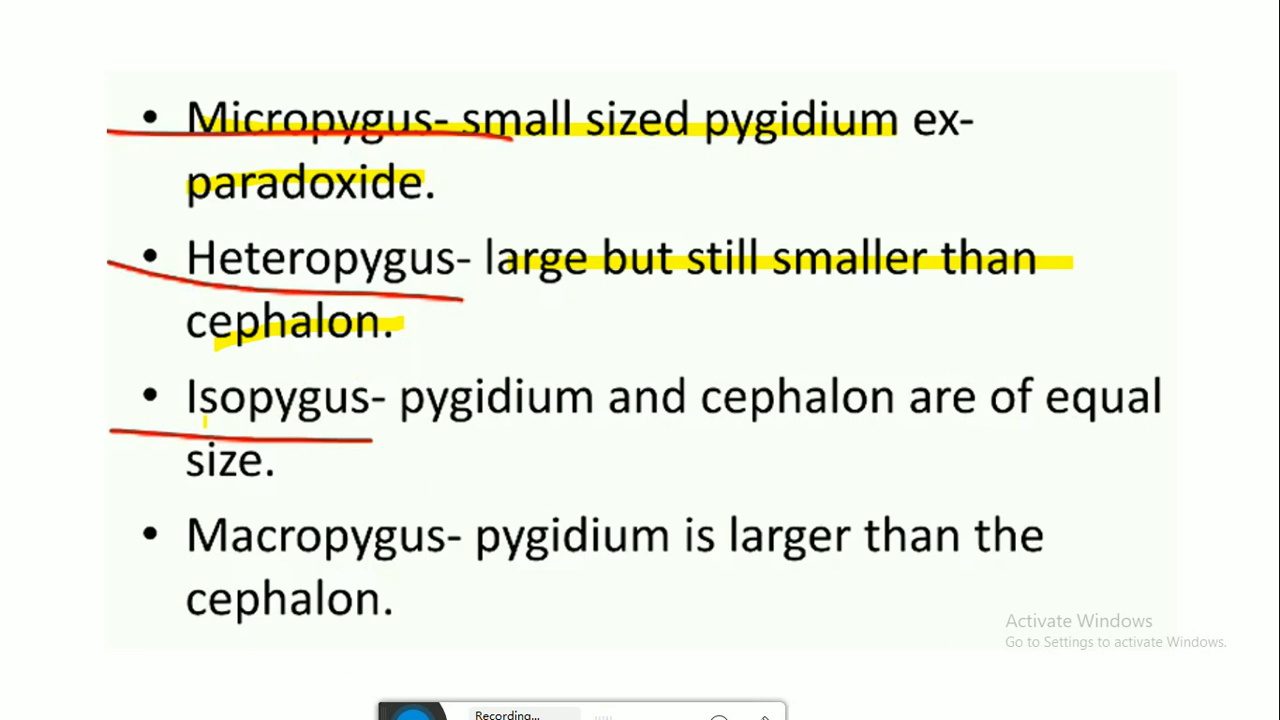 • Micropygus- small sized pygidium ex-
paradoxide.
• Heteropygus- large but still smaller than
cephalon.
• Isopygus- pygidium and cephalon are of equal
size.
• Macropygus- pygidium is larger than the
cephalon.
Activate Windows
Go to Settings to activate Windows.
Recording...